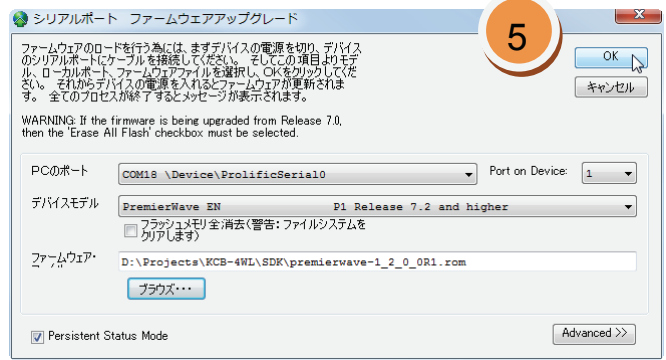 シリアルポート ファームウェアアップグレード
5
ファームウェアのロードを行う為には、まずデバイスの電源を切り、デバイス
のシリアルポートにケーブルを接続してください。 そしてこの項目よりモデ
ル、ローカルポート、ファームウェアファイルを選択し、OKをクリックしてくだ
さい。 それからデバイスの電源を入れるとファームウェアが更新されま
す。 全てのプロセスが終了するとメッセージが表示されます。
OK
キャンセル
WARNING: If the firmware is being upgraded from Release 7.0,
then the 'Erase All Flash' checkbox must be selected.
PCのポート COM18 \Device\ProlificSerial0 Port on Device: 1
デバイスモデル PremierWave EN P1 Release 7.2 and higher
フラッシュメモリ全消去(警告: ファイルシステムを
クリアします)
ファームウェア・ D:\Projects\KCB-4WL\SDK\premierwave-1_2_0_0R1.rom
ブラウズ・・・
Persistent Status Mode
Advanced >>